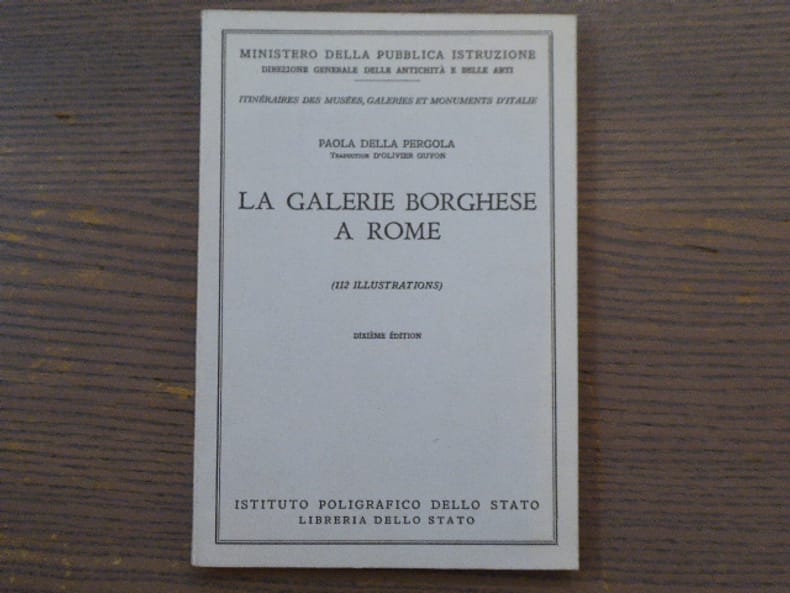 MINISTERO DELLA PUBBLICA ISTRUZIONE
DIREZIONE GENERALE DELLE ANTICHITÀ E BELLE ARTI
ITINÉRAIRES DES MUSÉES, GALERIES ET MONUMENTS D'ITALIE
PAOLA DELLA PERGOLA
TRADUCTION D'OLIVIER GUYON
LA GALERIE BORGHESE
A ROME
(112 ILLUSTRATIONS)
DIXIÈME ÉDITION
ISTITUTO POLIGRAFICO DELLO STATO
LIBRERIA DELLO STATO